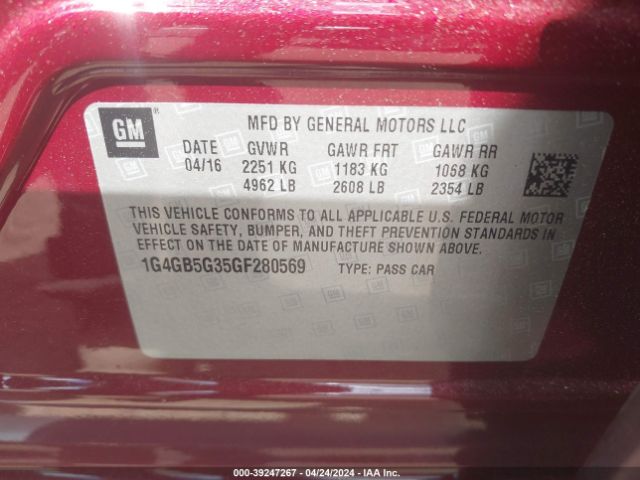 GM ®
MFD BY GENERAL MOTORS LLC
DATE GVWR GAWR FRT GAWR RR
04/16 2251 KG 1183 KG 1068 KG
4962 LB 2608 LB 2354 LB
THIS VEHICLE CONFORMS TO ALL APPLICABLE U.S. FEDERAL MOTOR
VEHICLE SAFETY, BUMPER, AND THEFT PREVENTION STANDARDS IN
EFFECT ON THE DATE OF MANUFACTURE SHOWN ABOVE.
1G4GB5G35GF280569 TYPE: PASS CAR
000-39247267 - 04/24/2024 - IAA Inc.